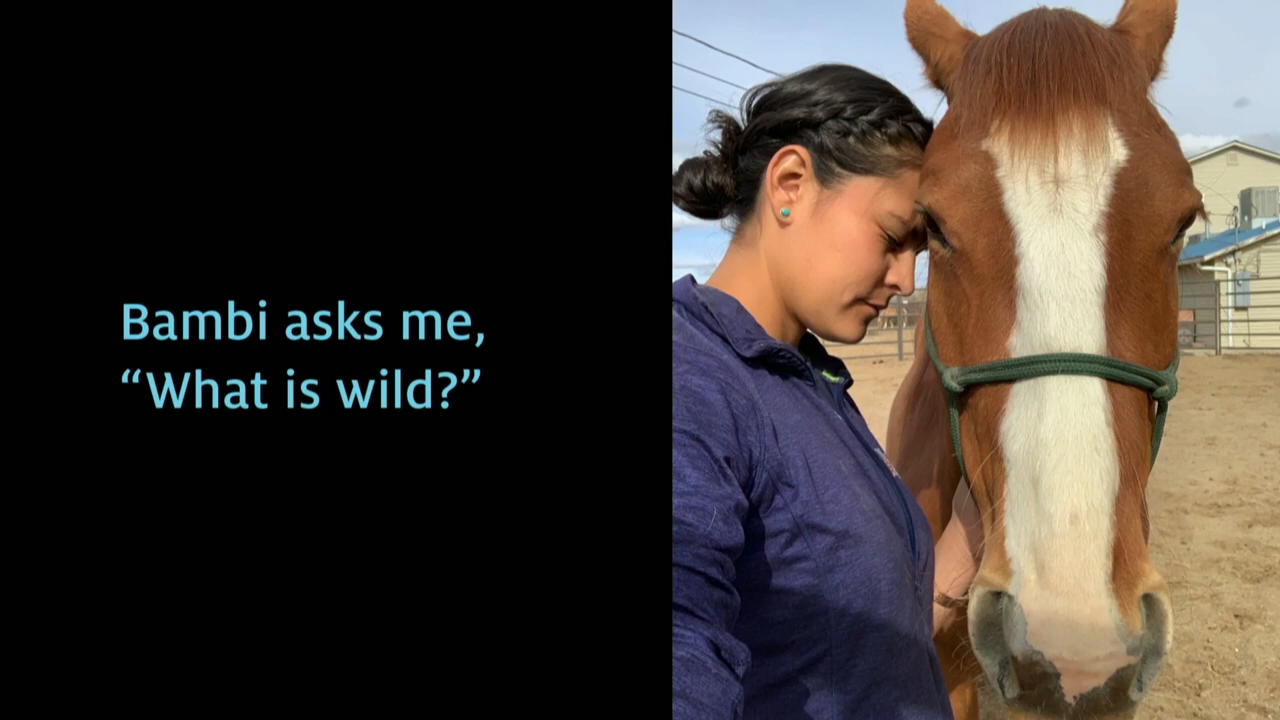 Bambi asks me,
“What is wild?”